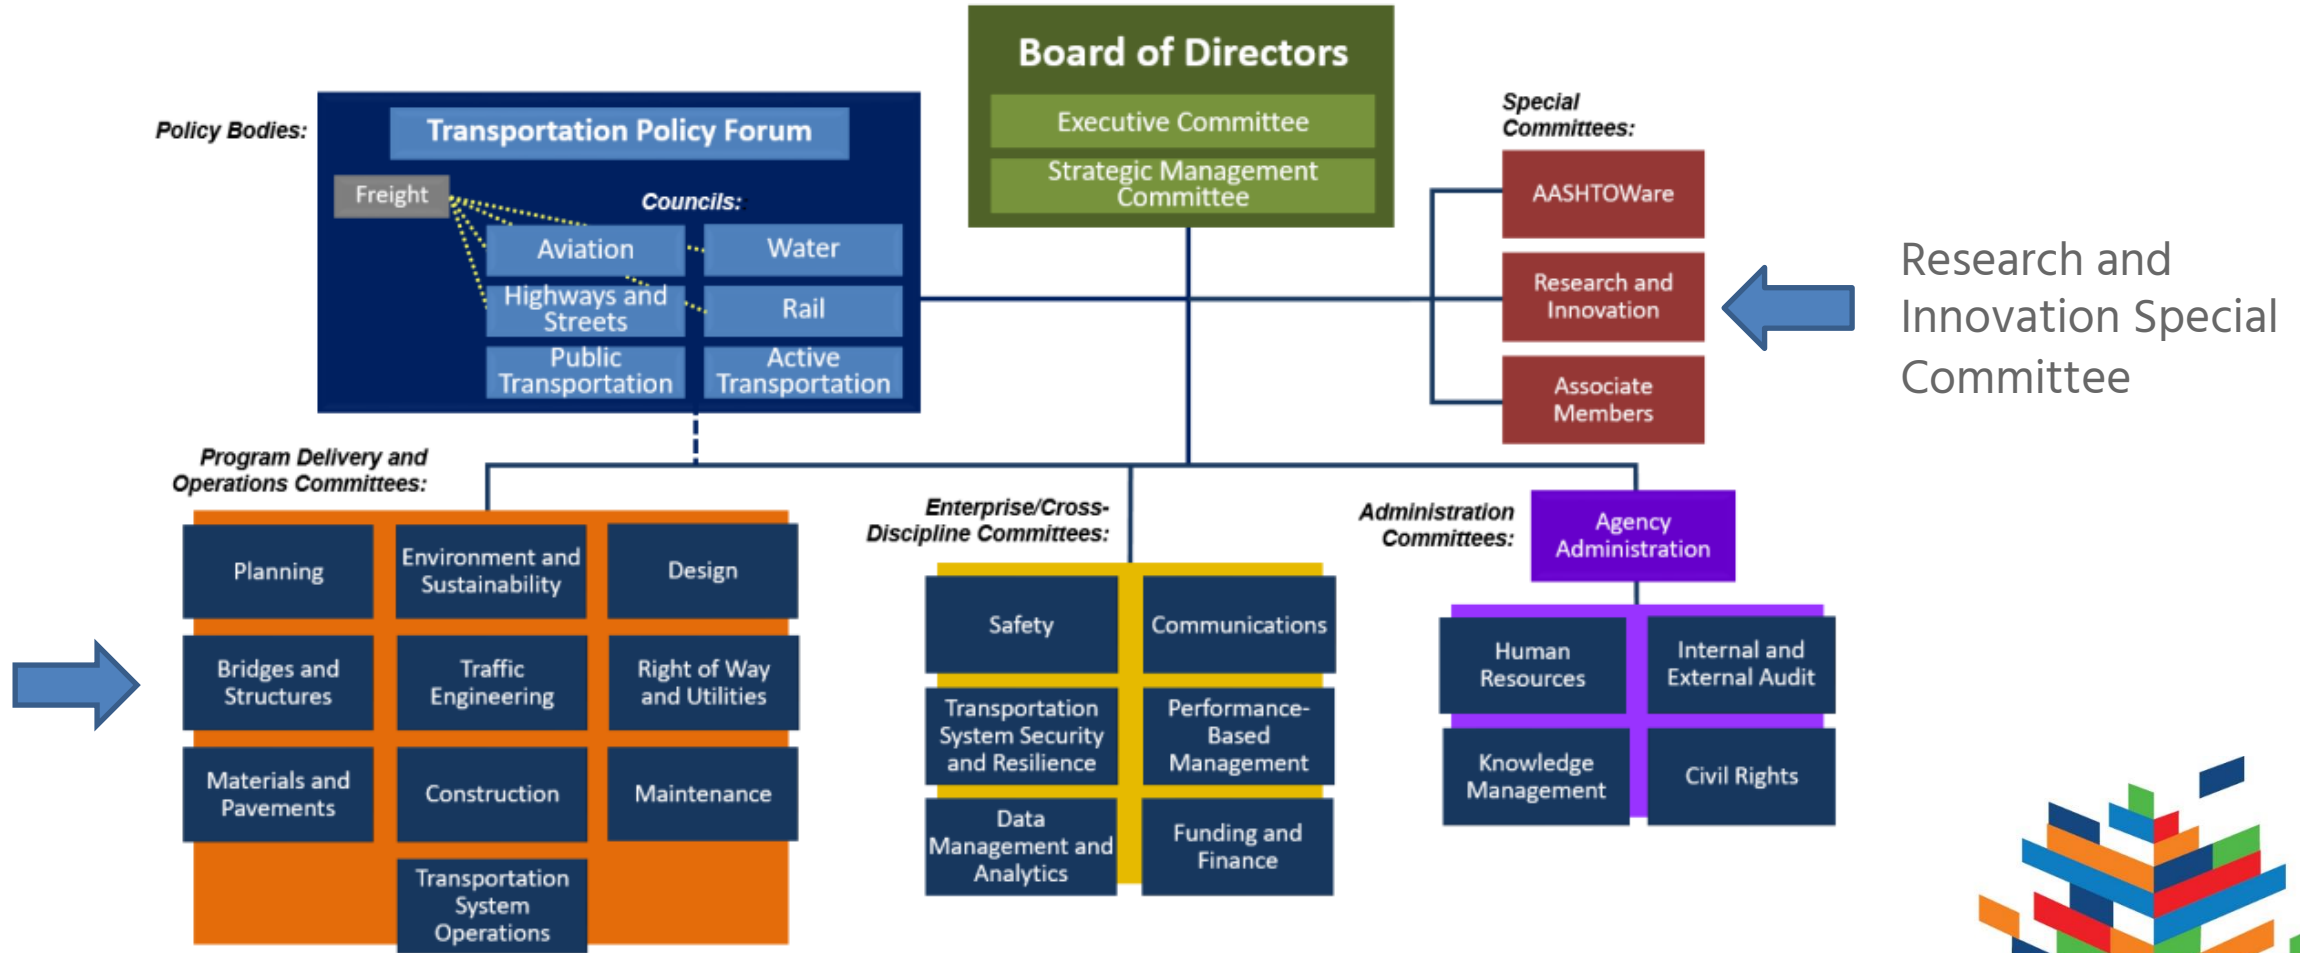 Board of Directors
Executive Committee
Strategic Management
Committee
Policy Bodies:
Transportation Policy Forum
Freight
Councils:
Aviation
Water
Highways and
Streets
Rail
Public
Transportation
Active
Transportation
Special
Committees:
AASHTOWare
Research and
Innovation
Associate
Members
Research and
Innovation Special
Committee
Program Delivery and
Operations Committees:
Planning
Environment and
Sustainability
Design
Bridges and
Structures
Traffic
Engineering
Right of Way
and Utilities
Materials and
Pavements
Construction
Maintenance
Transportation
System
Operations
Enterprise/Cross-
Discipline Committees:
Safety
Communications
Transportation
System Security
and Resilience
Performance-
Based
Management
Data
Management and
Analytics
Funding and
Finance
Administration
Committees:
Agency
Administration
Human
Resources
Internal and
External Audit
Knowledge
Management
Civil Rights